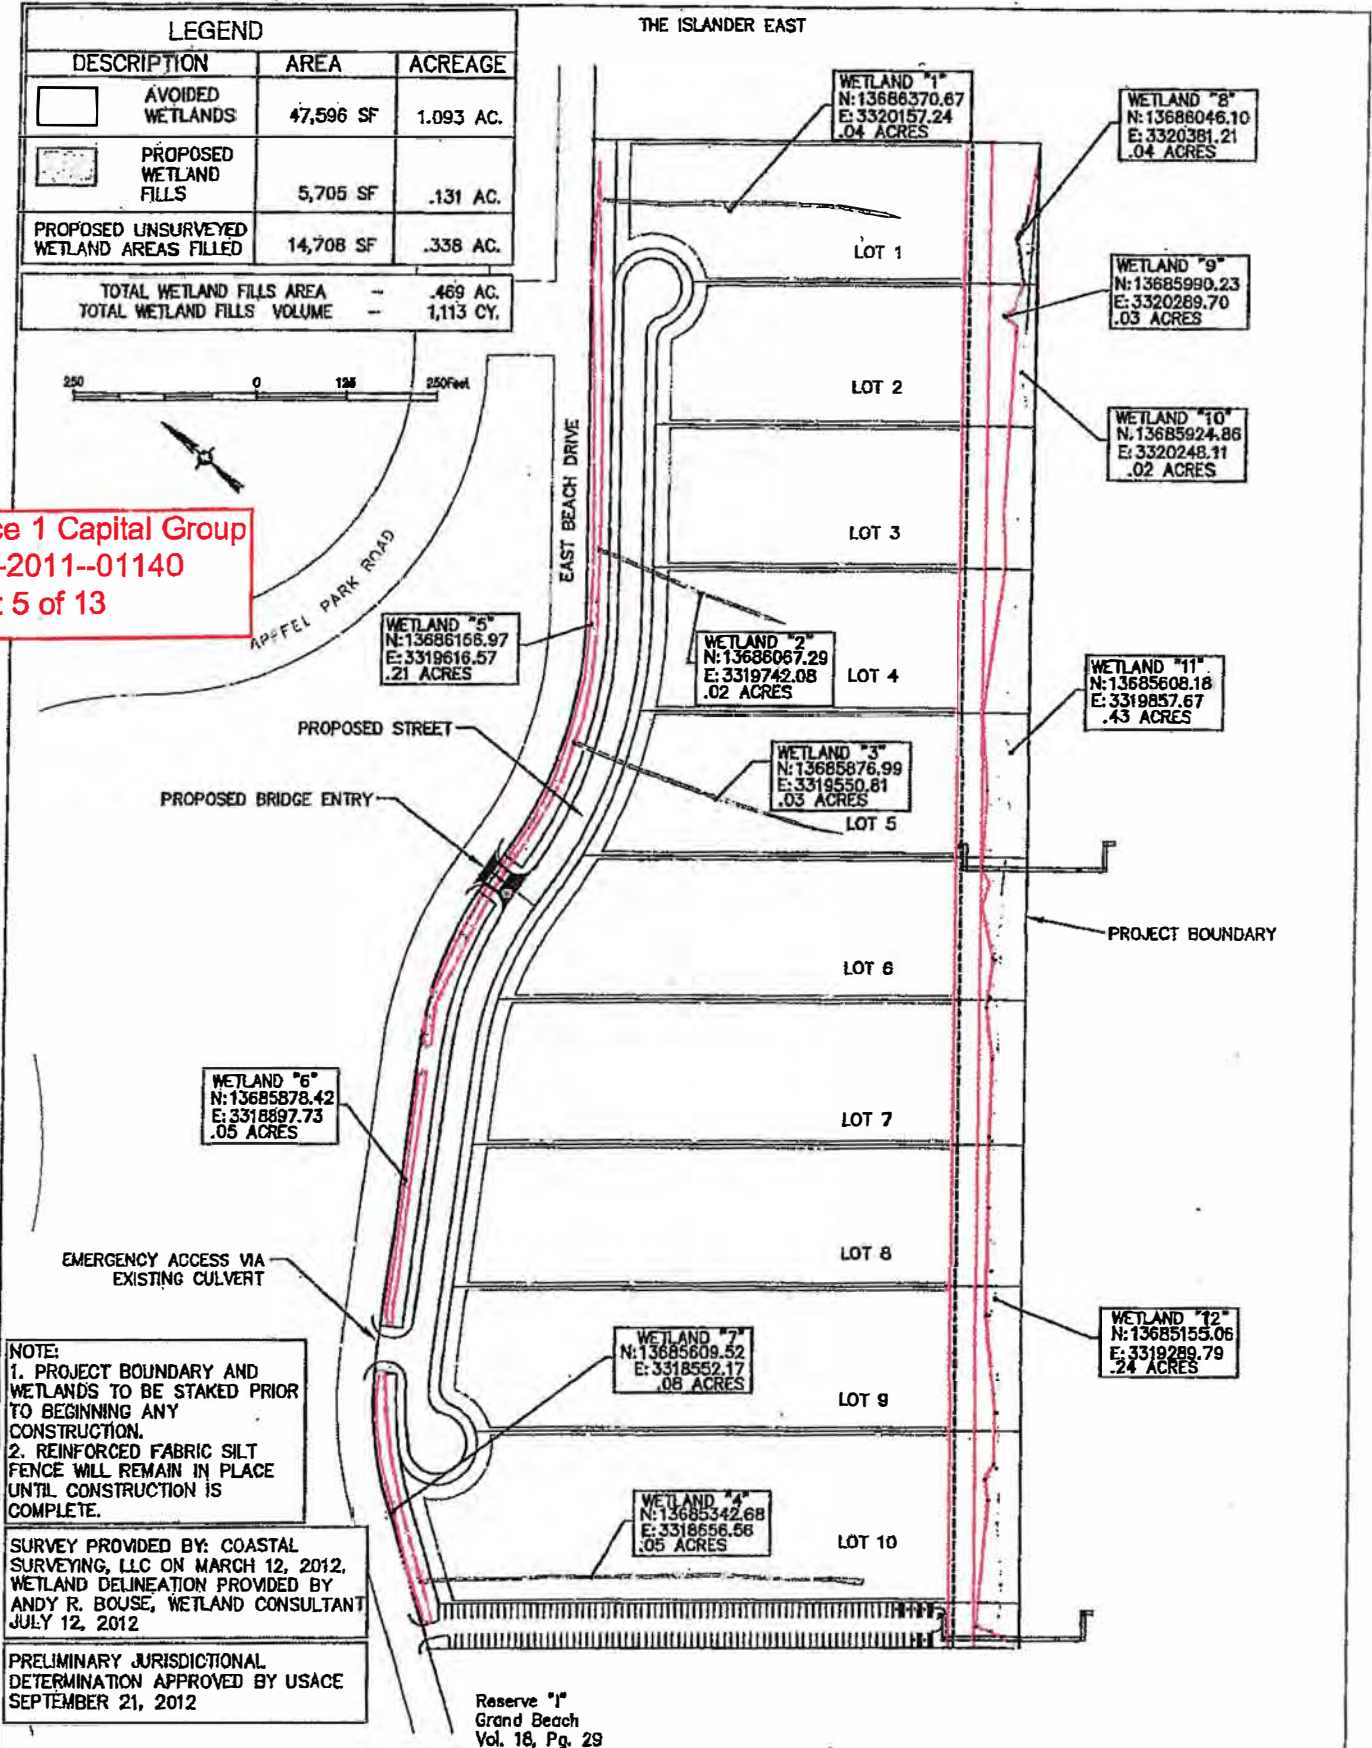 THE ISLANDER EAST
LEGEND
DESCRIPTION AREA ACREAGE
AVOIDED
WETLANDS 47,596 SF 1.093 AC.
PROPOSED
WETLAND
FILLS 5,705 SF .131 AC.
PROPOSED UNSURVEYED
WETLAND AREAS FILLED 14,708 SF .338 AC.
TOTAL WETLAND FILLS AREA - .469 AC.
TOTAL WETLAND FILLS VOLUME - 1,113 CY.
250 0 125 250Feet
ce 1 Capital Group
-2011--01140
: 5 of 13
APFFEL PARK ROAD
EAST BEACH DRIVE
WETLAND "1"
N:13686370.67
E:3320157.24
.04 ACRES
WETLAND "8"
N:13686046.10
E:3320381.21
.04 ACRES
WETLAND "9"
N:13685990.23
E:3320289.70
.03 ACRES
WETLAND "10"
N.13685924.86
E:3320248.11
.02 ACRES
LOT 1
LOT 2
LOT 3
LOT 4
LOT 5
LOT 6
LOT 7
LOT 8
LOT 9
LOT 10
WETLAND "5"
N:13686156.97
E:3319616.57
.21 ACRES
WETLAND "2"
N:13686067.29
E:3319742.08
.02 ACRES
WETLAND "11"
N:13685608.18
E:3319857.67
.43 ACRES
PROPOSED STREET
WETLAND "3"
N:13685876.99
E:3319550.81
.03 ACRES
PROPOSED BRIDGE ENTRY
PROJECT BOUNDARY
WETLAND "6"
N:13685878.42
E:3318897.73
.05 ACRES
EMERGENCY ACCESS VIA
EXISTING CULVERT
WETLAND "7"
N:13685609.52
E:3318552.17
.08 ACRES
WETLAND "12"
N:13685155.06
E:3319289.79
.24 ACRES
WETLAND "4"
N:13685342.68
E:3318656.56
.05 ACRES
NOTE:
1. PROJECT BOUNDARY AND
WETLANDS TO BE STAKED PRIOR
TO BEGINNING ANY
CONSTRUCTION.
2. REINFORCED FABRIC SILT
FENCE WILL REMAIN IN PLACE
UNTIL CONSTRUCTION IS
COMPLETE.
SURVEY PROVIDED BY: COASTAL
SURVEYING, LLC ON MARCH 12, 2012,
WETLAND DELINEATION PROVIDED BY
ANDY R. BOUSE, WETLAND CONSULTANT
JULY 12, 2012
PRELIMINARY JURISDICTIONAL
DETERMINATION APPROVED BY USACE
SEPTEMBER 21, 2012
Reserve "1"
Grand Beach
Vol. 18, Pg. 29